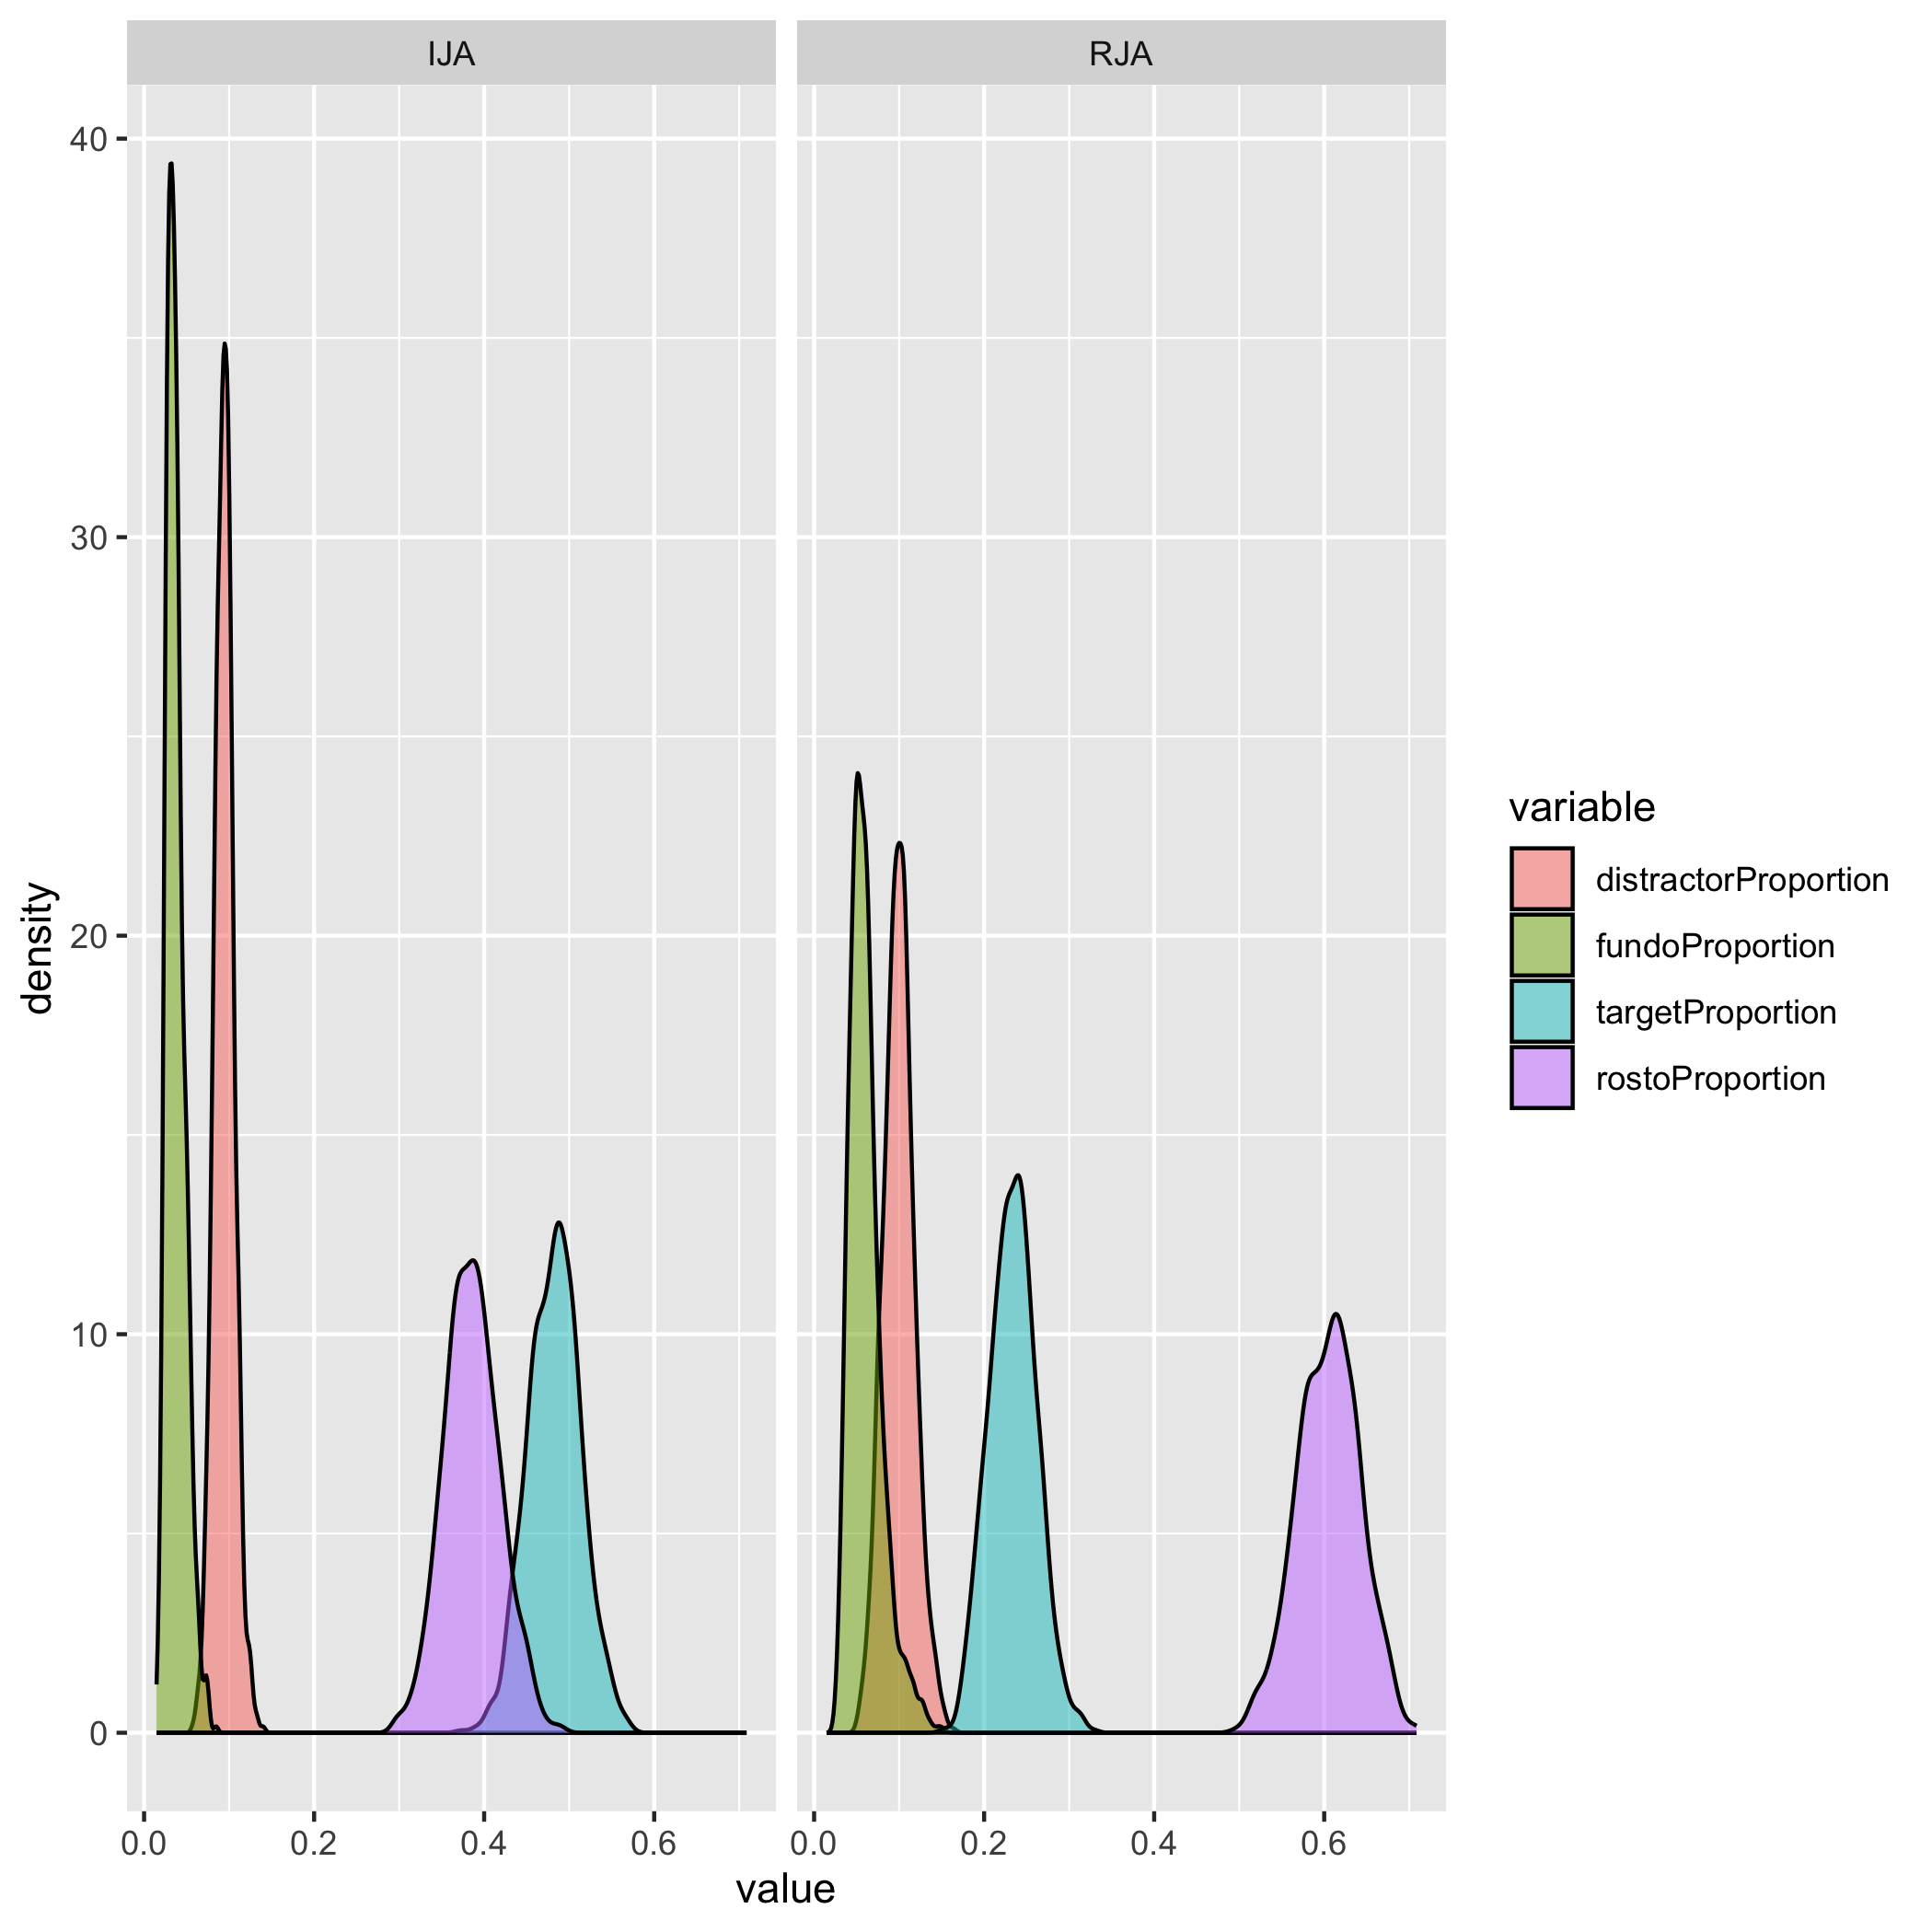 IJA
RJA
40
30
20
10
0
density
0.0 0.2 0.4 0.6
0.0 0.2 0.4 0.6
value
variable
distractorProportion
fundoProportion
targetProportion
rostoProportion